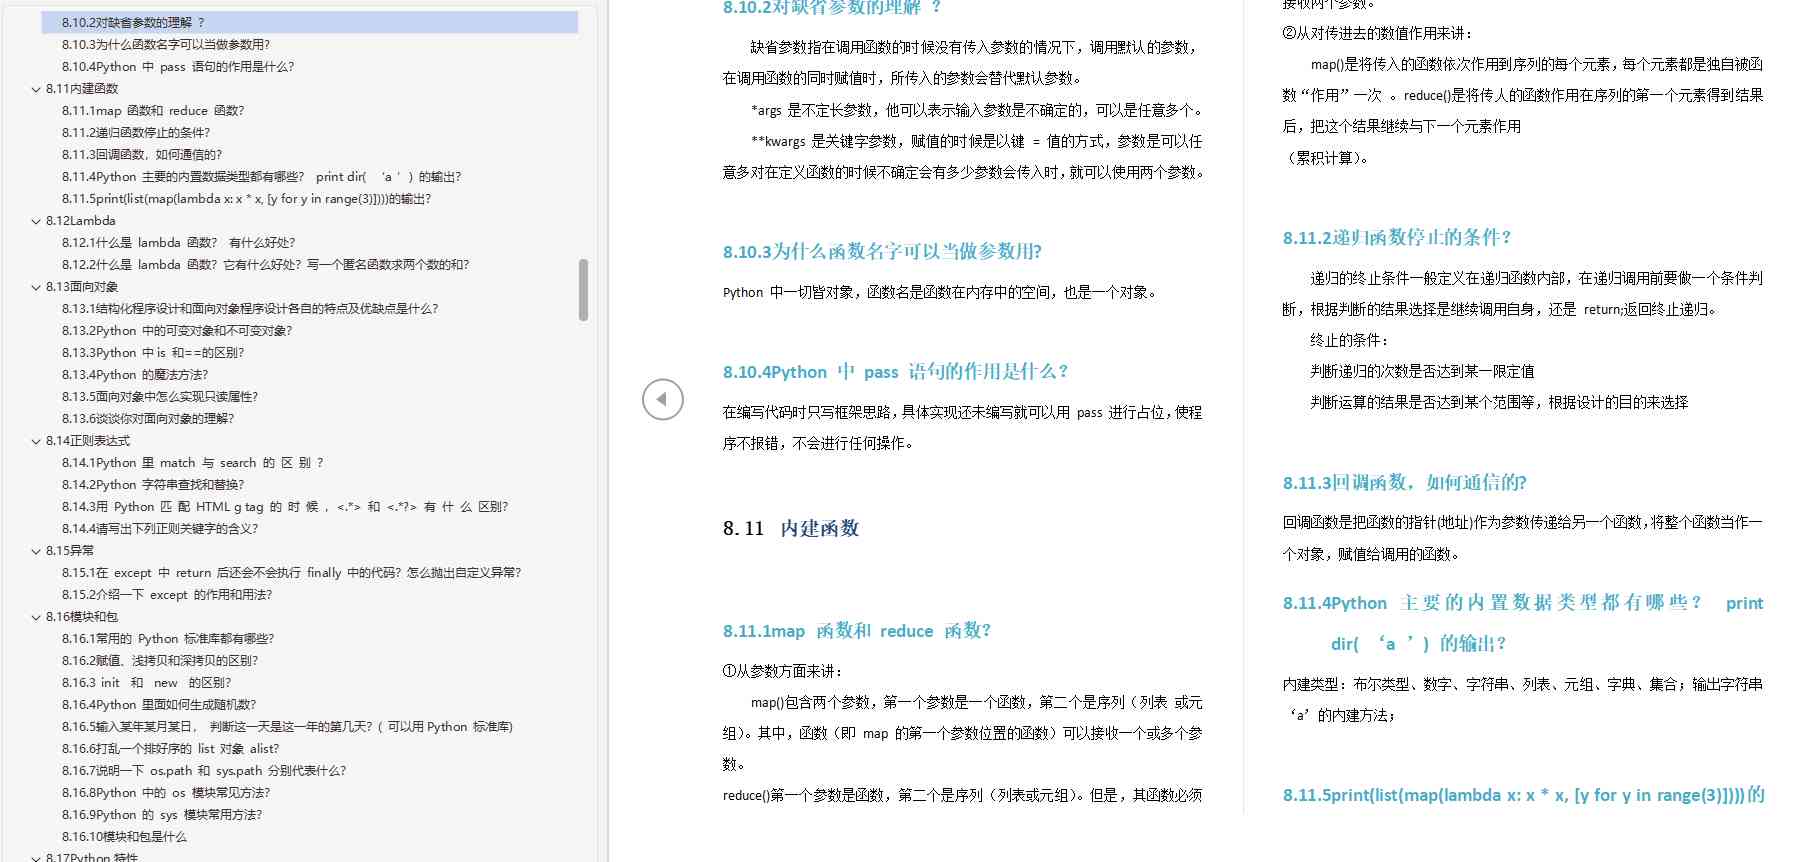 8.10.2对缺省参数的理解 ？
8.10.3为什么函数名字可以当做参数用?
8.10.4Python 中 pass 语句的作用是什么?
8.11内建函数
8.11.1map 函数和 reduce 函数?
8.11.2递归函数停止的条件?
8.11.3回调函数，如何通信的?
8.11.4Python 主要的内置数据类型都有哪些? print dir( ‘a ’) 的输出?
8.11.5print(list(map(lambda x: x * x, [y for y in range(3)])))的输出?
8.12Lambda
8.12.1什么是 lambda 函数? 有什么好处?
8.12.2什么是 lambda 函数? 它有什么好处? 写一个匿名函数求两个数的和?
8.13面向对象
8.13.1结构化程序设计和面向对象程序设计各自的特点及优缺点是什么?
8.13.2Python 中的可变对象和不可变对象?
8.13.3Python 中 is 和==的区别?
8.13.4Python 的魔法方法?
8.13.5面向对象中怎么实现只读属性?
8.13.6谈谈你对面向对象的理解?
8.14正则表达式
8.14.1Python 里 match 与 search 的 区 别 ？
8.14.2Python 字符串查找和替换?
8.14.3用 Python 匹 配 HTML g tag 的 时 候 ，<.*> 和 <.*?> 有 什 么 区别?
8.14.4请写出下列正则关键字的含义?
8.15异常
8.15.1在 except 中 return 后还会不会执行 finally 中的代码? 怎么抛出自定义异常?
8.15.2介绍一下 except 的作用和用法?
8.16模块和包
8.16.1常用的 Python 标准库都有哪些?
8.16.2赋值、浅拷贝和深拷贝的区别?
8.16.3 init 和 new 的区别?
8.16.4Python 里面如何生成随机数?
8.16.5输入某年某月某日， 判断这一天是这一年的第几天? ( 可以用 Python 标准库)
8.16.6打乱一个排好序的 list 对象 alist?
8.16.7说明一下 os.path 和 sys.path 分别代表什么?
8.16.8Python 中的 os 模块常见方法?
8.16.9Python 的 sys 模块常用方法?
8.16.10模块和包是什么
8.17Python 特性
8.10.2对缺省参数的理解 ？
缺省参数指在调用函数的时候没有传入参数的情况下，调用默认的参数，
在调用函数的同时赋值时，所传入的参数会替代默认参数。
*args 是不定长参数，他可以表示输入参数是不确定的，可以是任意多个。
**kwargs 是关键字参数，赋值的时候是以键 = 值的方式，参数是可以任
意多对在定义函数的时候不确定会有多少参数会传入时，就可以使用两个参数。
8.10.3为什么函数名字可以当做参数用?
Python 中一切皆对象，函数名是函数在内存中的空间，也是一个对象。
8.10.4Python 中 pass 语句的作用是什么？
在编写代码时只写框架思路，具体实现还未编写就可以用 pass 进行占位，使程
序不报错，不会进行任何操作。
8.11 内建函数
8.11.1map 函数和 reduce 函数？
①从参数方面来讲：
map()包含两个参数，第一个参数是一个函数，第二个是序列（列表 或元
组）。其中，函数（即 map 的第一个参数位置的函数）可以接收一个或多个参
数。
reduce()第一个参数是函数，第二个是序列（列表或元组）。但是，其函数必须
接收两个参数。
②从对传进去的数值作用来讲：
map()是将传入的函数依次作用到序列的每个元素，每个元素都是独自被函
数“作用”一次 。reduce()是将传人的函数作用在序列的第一个元素得到结果
后，把这个结果继续与下一个元素作用
（累积计算）。
8.11.2递归函数停止的条件？
递归的终止条件一般定义在递归函数内部，在递归调用前要做一个条件判
断，根据判断的结果选择是继续调用自身，还是 return;返回终止递归。
终止的条件：
判断递归的次数是否达到某一限定值
判断运算的结果是否达到某个范围等，根据设计的目的来选择
8.11.3回调函数，如何通信的?
回调函数是把函数的指针(地址)作为参数传递给另一个函数，将整个函数当作一
个对象，赋值给调用的函数。
8.11.4Python 主要的内置数据类型都有哪些？ print
dir( ‘a ’) 的输出？
内建类型：布尔类型、数字、字符串、列表、元组、字典、集合；输出字符串
‘a’的内建方法；
8.11.5print(list(map(lambda x: x * x, [y for y in range(3)])))的